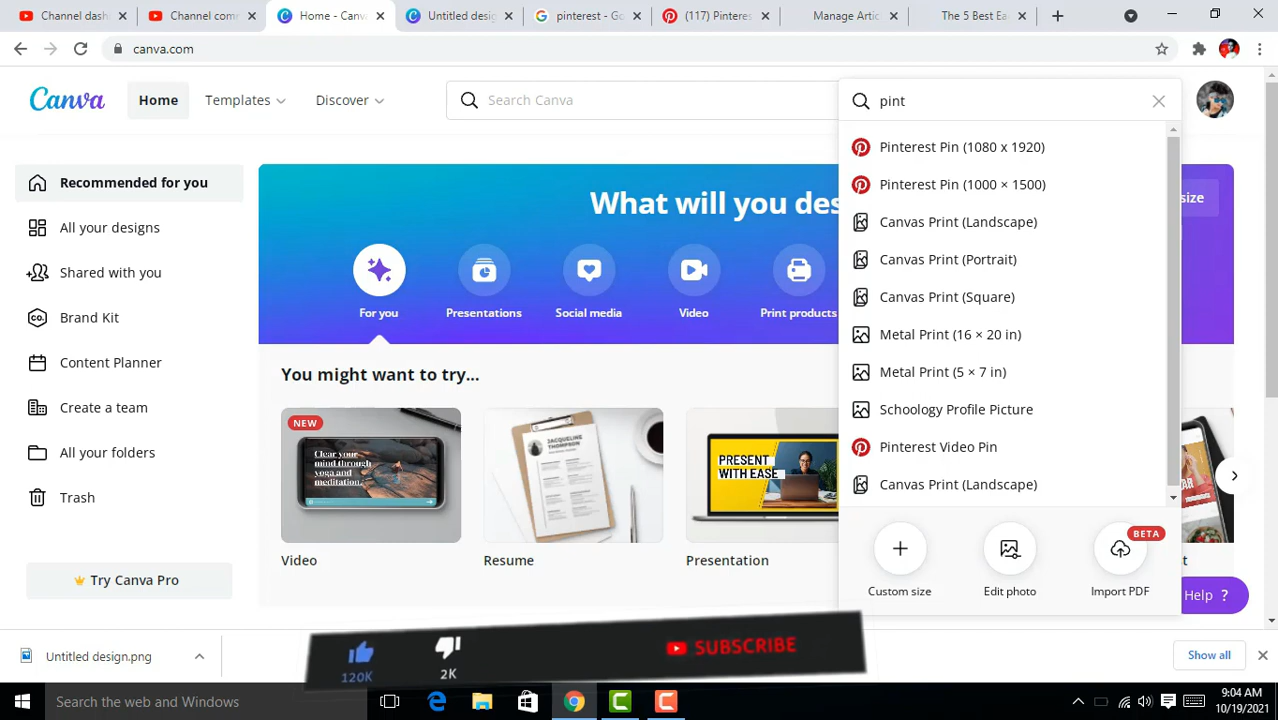 Channel dash
Channel com
Home - Canva
Untitled desig
pinterest - Go
(117) Pinteres
Manage Artic
The 5 Best Ea
canva.com
Canva
Home
Templates
Discover
Search Canva
pint
Recommended for you
All your designs
Shared with you
Brand Kit
Content Planner
Create a team
All your folders
Trash
Try Canva Pro
What will you des
size
For you
Presentations
Social media
Video
Print products
You might want to try...
NEW
Clear your
mind through
yoga and
meditation.
Video
JACQUELINE
THOMPSON
Resume
PRESENT
WITH EASE
Presentation
Pinterest Pin (1080 x 1920)
Pinterest Pin (1000 × 1500)
Canvas Print (Landscape)
Canvas Print (Portrait)
Canvas Print (Square)
Metal Print (16 × 20 in)
Metal Print (5 × 7 in)
Schoology Profile Picture
Pinterest Video Pin
Canvas Print (Landscape)
BETA
Custom size
Edit photo
Import PDF
Help ?
120K
2K
SUBSCRIBE
Untitled design.png
Show all
Search the web and Windows
9:04 AM
10/19/2021